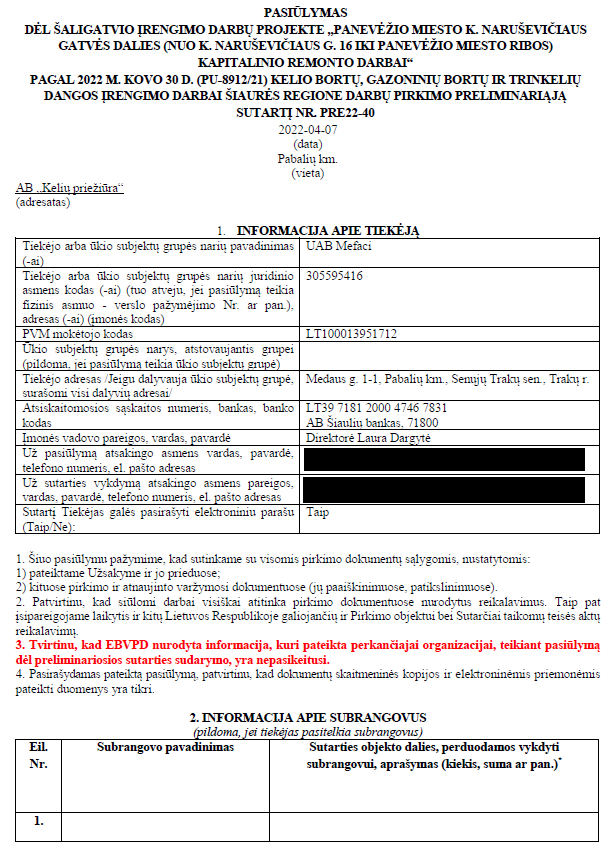 PASIŪLYMAS
DĖL ŠALIGATVIO ĮRENGIMO DARBŲ PROJEKTE „PANEVĖŽIO MIESTO K. NARUŠEVIČIAUS
GATVĖS DALIES (NUO K. NARUŠEVIČIAUS G. 16 IKI PANEVĖŽIO MIESTO RIBOS)
KAPITALINIO REMONTO DARBAI“
PAGAL 2022 M. KOVO 30 D. (PU-8912/21) KELIO BORTŲ, GAZONINIŲ BORTŲ IR TRINKELIŲ
DANGOS ĮRENGIMO DARBAI ŠIAURĖS REGIONE DARBŲ PIRKIMO PRELIMINARIĄJĄ
SUTARTĮ NR. PRE22-40
2022-04-07
(data)
Pabalių km.
(vieta)
AB „Kelių priežiūra“
(adresatas)
1. INFORMACIJA APIE TIEKĖJĄ
Tiekėjo arba ūkio subjektų grupės narių pavadinimas
(-ai)
UAB Mefaci
Tiekėjo arba ūkio subjektų grupės narių juridinio
asmens kodas (-ai) (tuo atveju, jei pasiūlymą teikia
fizinis asmuo - verslo pažymėjimo Nr. ar pan.),
adresas (-ai) (įmonės kodas)
305595416
PVM mokėtojo kodas
LT100013951712
Ūkio subjektų grupės narys, atstovaujantis grupei
(pildoma, jei pasiūlymą teikia ūkio subjektų grupė)
Tiekėjo adresas /Jeigu dalyvauja ūkio subjektų grupė,
surašomi visi dalyvių adresai/
Medaus g. 1-1, Pabalių km., Senųjų Trakų sen., Trakų r.
Atsiskaitomosios sąskaitos numeris, bankas, banko
kodas
LT39 7181 2000 4746 7831
AB Šiaulių bankas, 71800
Įmonės vadovo pareigos, vardas, pavardė
Direktorė Laura Dargytė
Už pasiūlymą atsakingo asmens vardas, pavardė,
telefono numeris, el. pašto adresas
Už sutarties vykdymą atsakingo asmens pareigos,
vardas, pavardė, telefono numeris, el. pašto adresas
Sutartį Tiekėjas galės pasirašyti elektroniniu parašu
(Taip/Ne):
Taip
1. Šiuo pasiūlymu pažymime, kad sutinkame su visomis pirkimo dokumentų sąlygomis, nustatytomis:
1) pateiktame Užsakyme ir jo prieduose;
2) kituose pirkimo ir atnaujinto varžymosi dokumentuose (jų paaiškinimuose, patikslinimuose).
2. Patvirtinu, kad siūlomi darbai visiškai atitinka pirkimo dokumentuose nurodytus reikalavimus. Taip pat
įsipareigojame laikytis ir kitų Lietuvos Respublikoje galiojančių ir Pirkimo objektui bei Sutarčiai taikomų teisės aktų
reikalavimų.
3. Tvirtinu, kad EBVPD nurodyta informacija, kuri pateikta perkančiajai organizacijai, teikiant pasiūlymą
dėl preliminariosios sutarties sudarymo, yra nepasikeitusi.
4. Pasirašydamas pateiktą pasiūlymą, patvirtinu, kad dokumentų skaitmeninės kopijos ir elektroninėmis priemonėmis
pateikti duomenys yra tikri.
2. INFORMACIJA APIE SUBRANGOVUS
(pildoma, jei tiekėjas pasitelkia subrangovus)
Eil.
Nr.
Subrangovo pavadinimas
Sutarties objekto dalies, perduodamos vykdyti
subrangovui, aprašymas (kiekis, suma ar pan.)*
1.